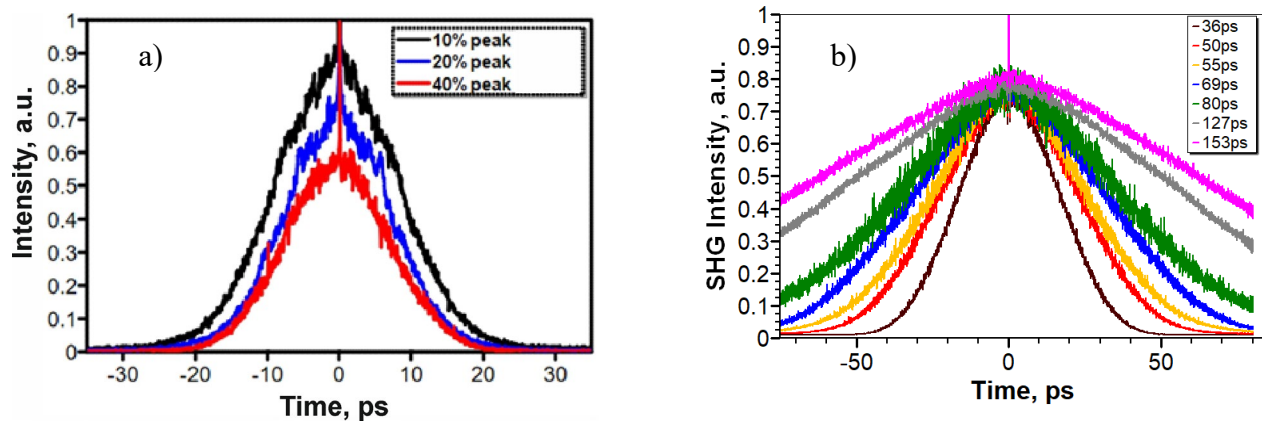 a)
10% peak
20% peak
40% peak
Intensity, a.u.
1
0.9
0.8
0.7
0.6
0.5
0.4
0.3
0.2
0.1
0
-30
-20
-10
0
10
20
30
Time, ps
b)
36ps
50ps
55ps
69ps
80ps
127ps
153ps
SHG Intensity, a.u.
1
0.9
0.8
0.7
0.6
0.5
0.4
0.3
0.2
0.1
0
-50
0
50
Time, ps